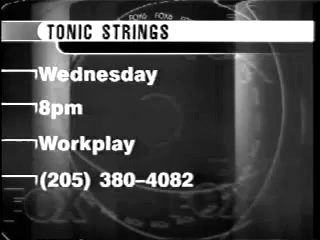 TONIC STRINGS
Wednesday
8pm
Workplay
(205) 380-4082